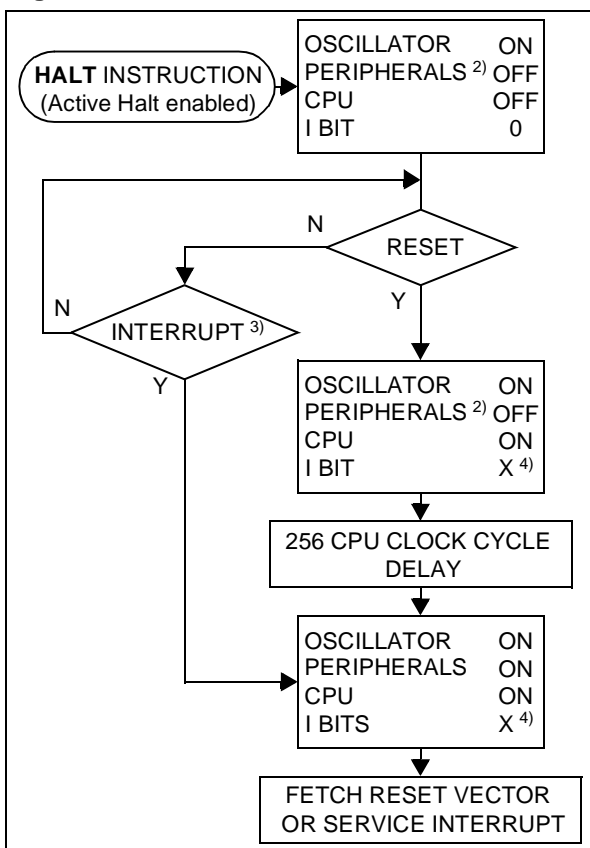 HALT INSTRUCTION
(Active Halt enabled)
OSCILLATOR ON
PERIPHERALS 2) OFF
CPU OFF
I BIT 0
N
RESET
Y
N
INTERRUPT 3)
Y
OSCILLATOR ON
PERIPHERALS 2) OFF
CPU ON
I BIT X 4)
256 CPU CLOCK CYCLE
DELAY
OSCILLATOR ON
PERIPHERALS ON
CPU ON
I BITS X 4)
FETCH RESET VECTOR
OR SERVICE INTERRUPT